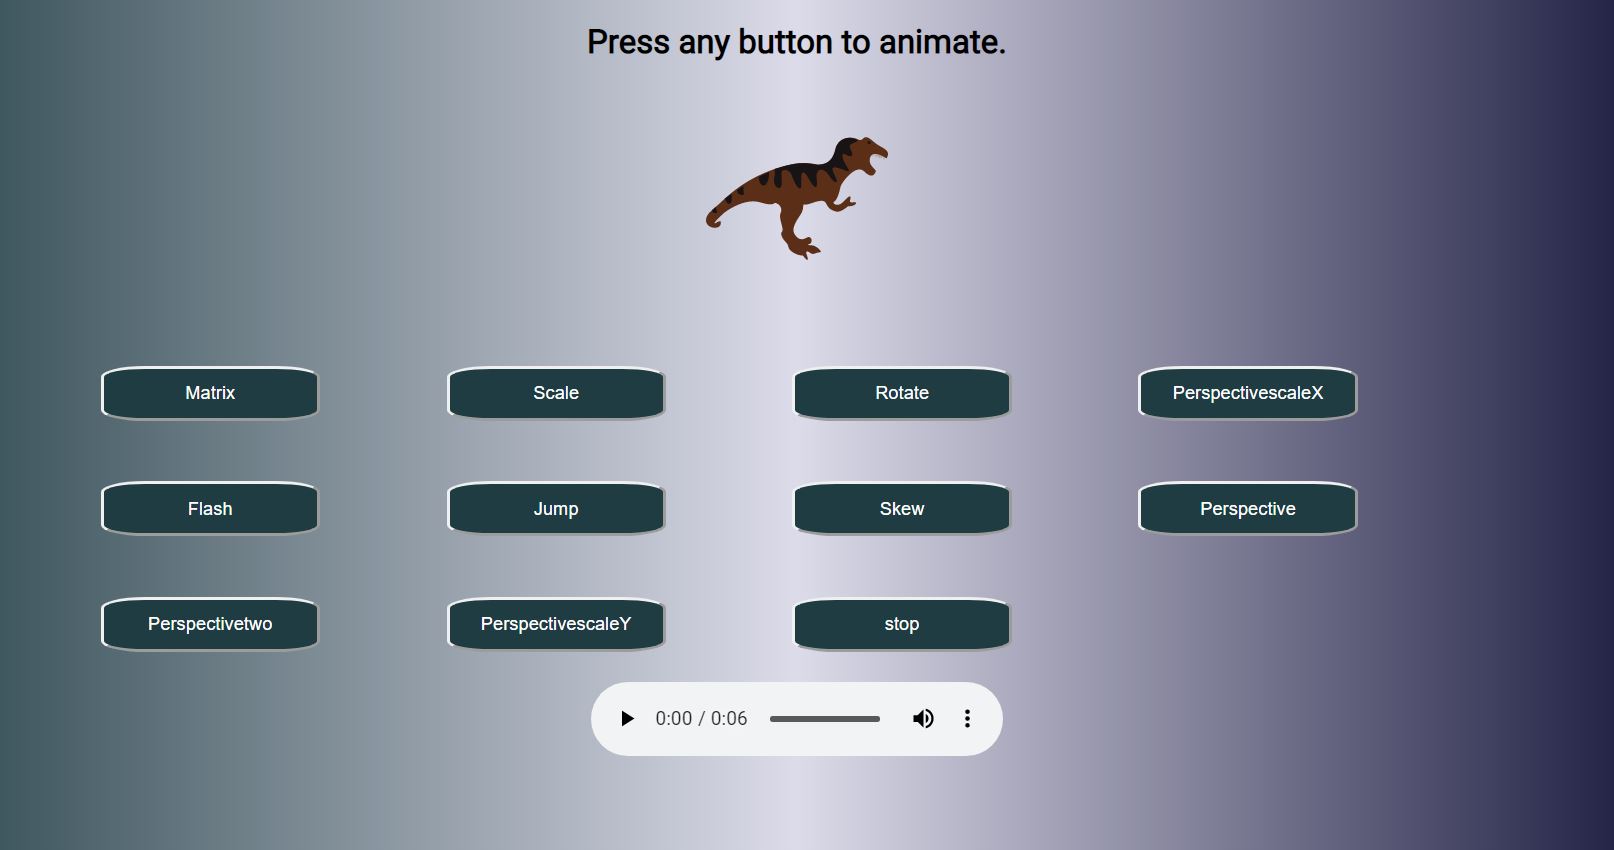 Press any button to animate.
Matrix
Scale
Rotate
PerspectivescaleX
Flash
Jump
Skew
Perspective
Perspectivetwo
PerspectivescaleY
stop
0:00 / 0:06